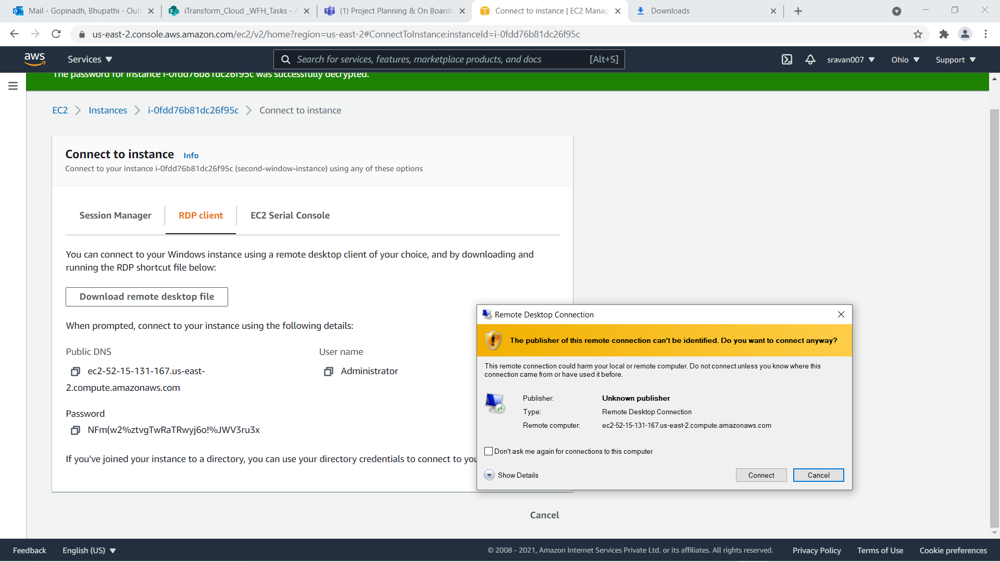 Mail - Gopinadh, Bhupathi - Outl
iTransform_Cloud _WFH_Tasks - A
(1) Project Planning & On Boardi
Connect to instance | EC2 Manag
Downloads
us-east-2.console.aws.amazon.com/ec2/v2/home?region=us-east-2#ConnectToInstance:instanceId=i-0fdd76b81dc26f95c
aws
Services
Search for services, features, marketplace products, and docs [Alt+S]
sravan007
Ohio
Support
The password for instance i-0fdd76b81dc26f95c was successfully decrypted.
EC2 Instances i-0fdd76b81dc26f95c Connect to instance
Connect to instance Info
Connect to your instance i-0fdd76b81dc26f95c (second-window-instance) using any of these options
Session Manager RDP client EC2 Serial Console
You can connect to your Windows instance using a remote desktop client of your choice, and by downloading and
running the RDP shortcut file below:
Download remote desktop file
When prompted, connect to your instance using the following details:
Public DNS
ec2-52-15-131-167.us-east-
2.compute.amazonaws.com
User name
Administrator
Password
NFm(w2%ztvgTwRaTRwyj6o!%JWV3ru3x
If you've joined your instance to a directory, you can use your directory credentials to connect to you
Cancel
Remote Desktop Connection
The publisher of this remote connection can't be identified. Do you want to connect anyway?
This remote connection could harm your local or remote computer. Do not connect unless you know where this
connection came from or have used it before.
Publisher: Unknown publisher
Type: Remote Desktop Connection
Remote computer: ec2-52-15-131-167.us-east-2.compute.amazonaws.com
Don't ask me again for connections to this computer
Show Details
Connect
Cancel
Feedback
English (US)
© 2008 - 2021, Amazon Internet Services Private Ltd. or its affiliates. All rights reserved.
Privacy Policy
Terms of Use
Cookie preferences